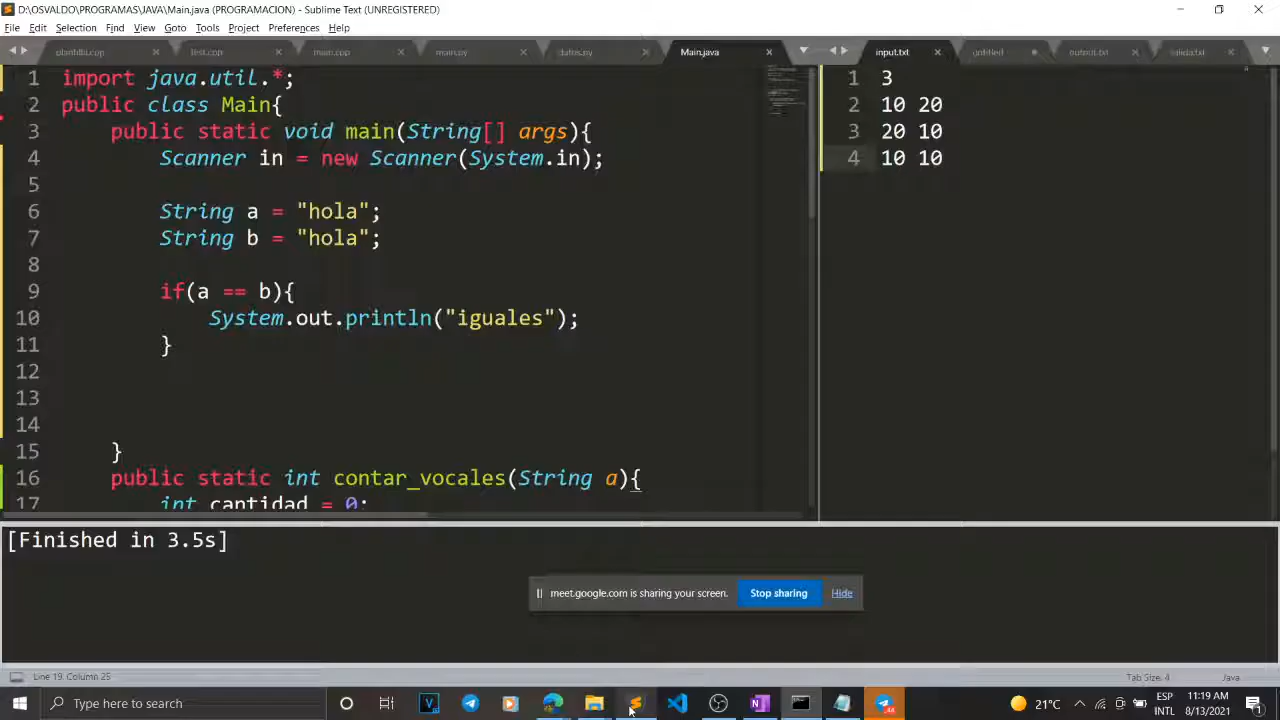 D:\OSVALDO\PROGRAMAS\JAVA\Main.java (PROGRAMACION) - Sublime Text (UNREGISTERED)
File Edit Selection Find View Goto Tools Project Preferences Help
test.cpp main.cpp main.py datos.py Main.java input.txt untitled output.txt salida.txt
1 import java.util.*;
2 public class Main{
3 public static void main(String[] args){
4 Scanner in = new Scanner(System.in);
5
6 String a = "hola";
7 String b = "hola";
8
9 if(a == b){
10 System.out.println("iguales");
11 }
12
13
14
15 }
16 public static int contar_vocales(String a){
17 int cantidad = 0;
1 3
2 10 20
3 20 10
4 10 10
[Finished in 3.5s]
meet.google.com is sharing your screen. Stop sharing Hide
Line 19, Column 25 Tab Size: 4 Java
Type here to search
21°C
ESP
INTL
11:19 AM
8/13/2021